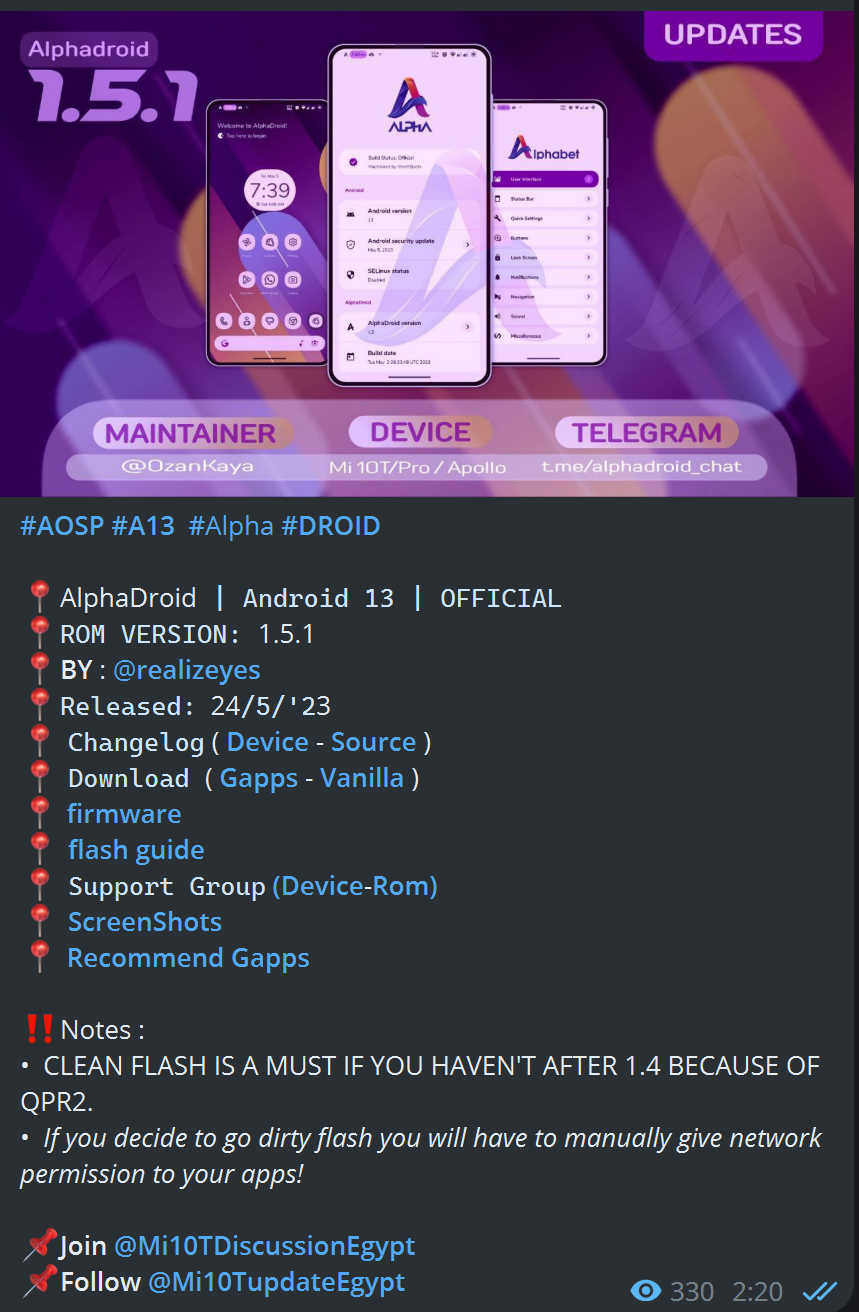 UPDATES
Alphadroid
1.5.1
Welcome to AlphaDroid!
Tap here to begin
7:39
ALPHA
Build Status: Official
Android
Android version
13
Android security update
May 5, 2023
SELinux status
Disabled
AlphaDroid
AlphaDroid version
1.5
Build date
Alphabet
User Interface
Status Bar
Quick Settings
Buttons
Lock Screen
Notifications
Navigation
Sound
Miscellaneous
MAINTAINER
DEVICE
TELEGRAM
@OzanKaya
Mi 10T/Pro / Apollo
t.me/alphadroid_chat
#AOSP #A13 #Alpha #DROID
📍AlphaDroid | Android 13 | OFFICIAL
📍ROM VERSION: 1.5.1
📍BY : @realizeyes
📍Released: 24/5/'23
📍 Changelog ( Device - Source )
📍 Download ( Gapps - Vanilla )
📍 firmware
📍 flash guide
📍 Support Group (Device-Rom)
📍 ScreenShots
📍 Recommend Gapps
‼️Notes :
• CLEAN FLASH IS A MUST IF YOU HAVEN'T AFTER 1.4 BECAUSE OF
QPR2.
• If you decide to go dirty flash you will have to manually give network
permission to your apps!
📌Join @Mi10TDiscussionEgypt
📌Follow @Mi10TupdateEgypt
330 2:20